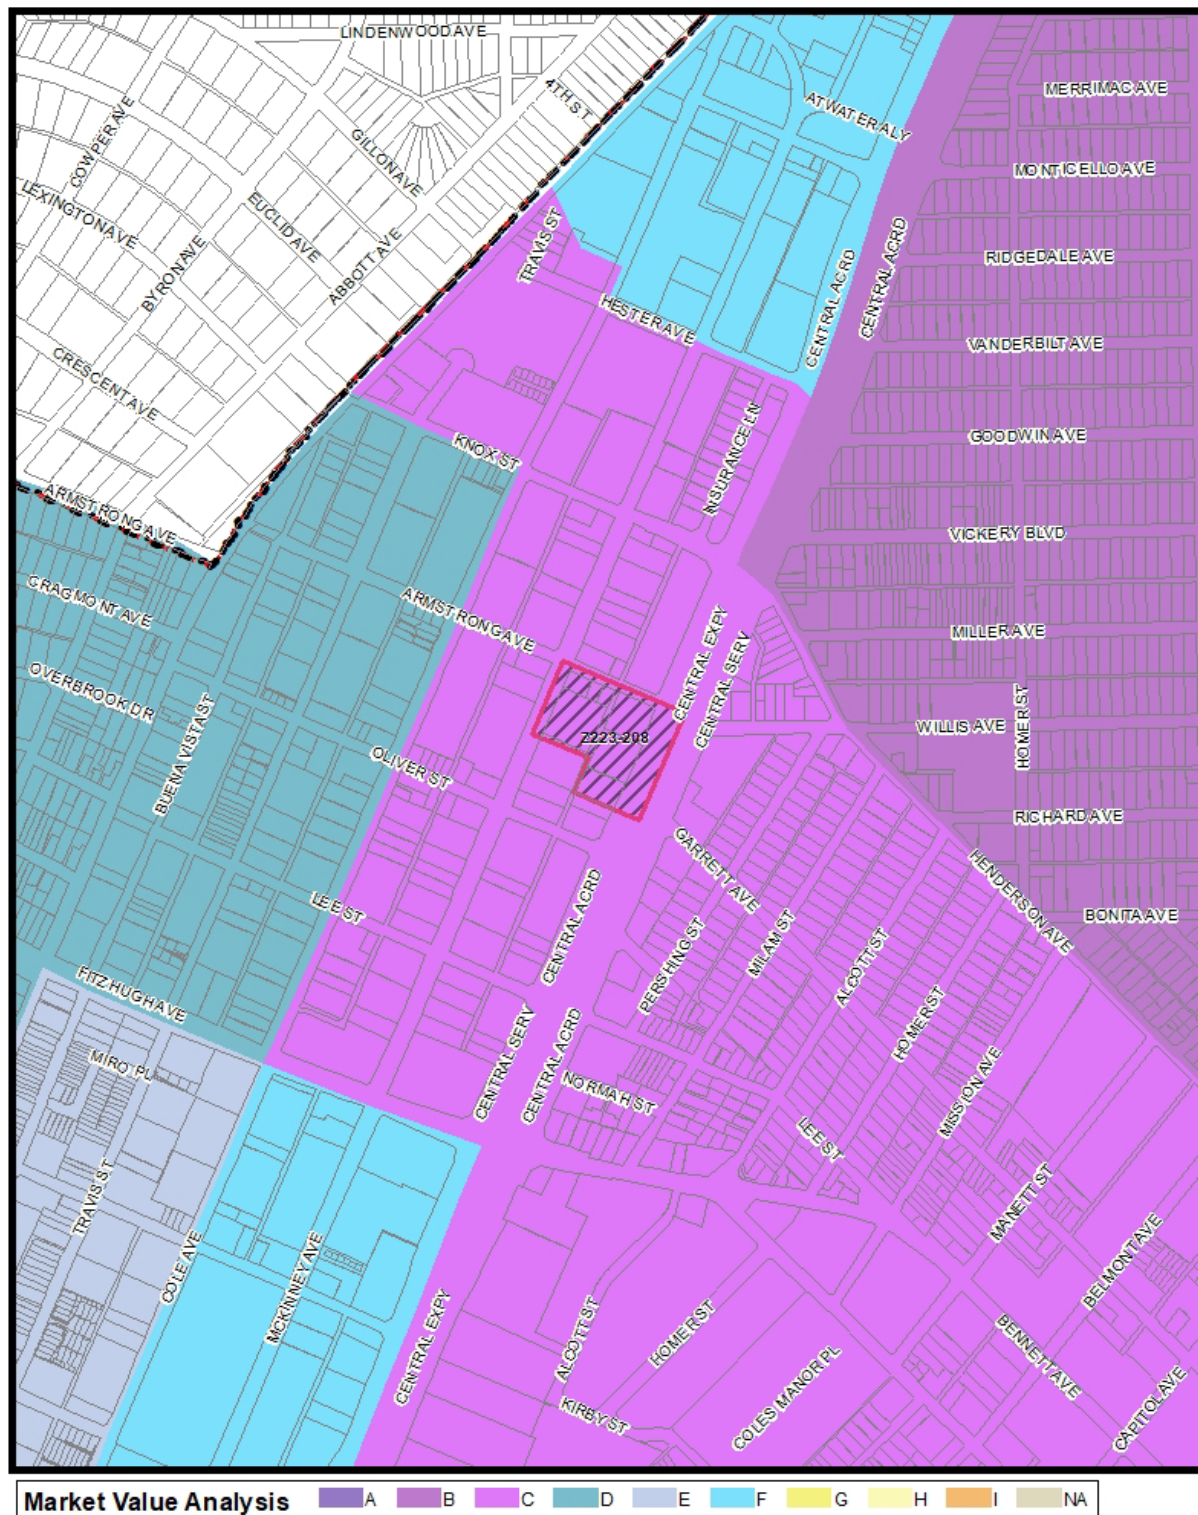 LINDENWOOD AVE
4TH ST
COWPER AVE
GILLON AVE
ATWATER ALY
MERRIMAC AVE
LEXINGTON AVE
EUCLID AVE
MONTICELLO AVE
BYRON AVE
ABBOTT AVE
TRAVIS ST
CENTRAL ACRD
CENTRAL ACRD
RIDGEDALE AVE
HESTER AVE
VANDERBILT AVE
CRESCENT AVE
KNOX ST
INSURANCE LN
GOODWIN AVE
ARMSTRONG AVE
VICKERY BLVD
CRAGMONT AVE
ARMSTRONG AVE
MILLER AVE
CENTRAL EXPY
CENTRAL SERV
OVERBROOK DR
BUENA VISTA ST
Z223-208
WILLIS AVE
HOMER ST
OLIVER ST
RICHARD AVE
GARRETT AVE
HENDERSON AVE
LEE ST
CENTRAL ACRD
BONITA AVE
PERSHING ST
MILAM ST
ALCOTT ST
FITZHUGH AVE
HOMER ST
MIRO PL
CENTRAL SERV
CENTRAL ACRD
NORMAH ST
MISSION AVE
LEE ST
TRAVIS ST
MANETT ST
COLE AVE
MCKINNEY AVE
BELMONT AVE
CENTRAL EXPY
ALCOTT ST
HOMER ST
BENNETT AVE
KIRBY ST
COLES MANOR PL
CAPITOL AVE
Market Value Analysis A B C D E F G H I NA